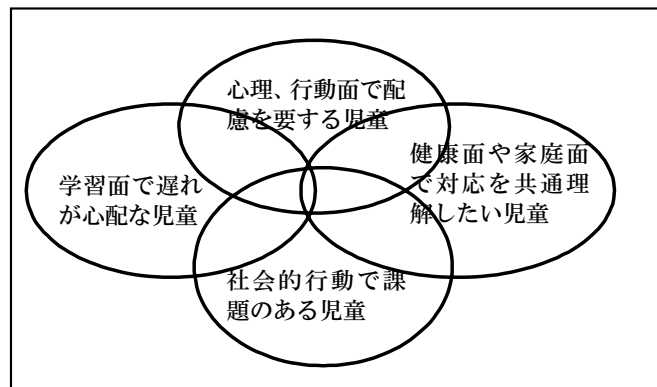 心理、行動面で配
慮を要する児童
学習面で遅れ
が心配な児童
健康面や家庭面
で対応を共通理
解したい児童
社会的行動で課
題のある児童